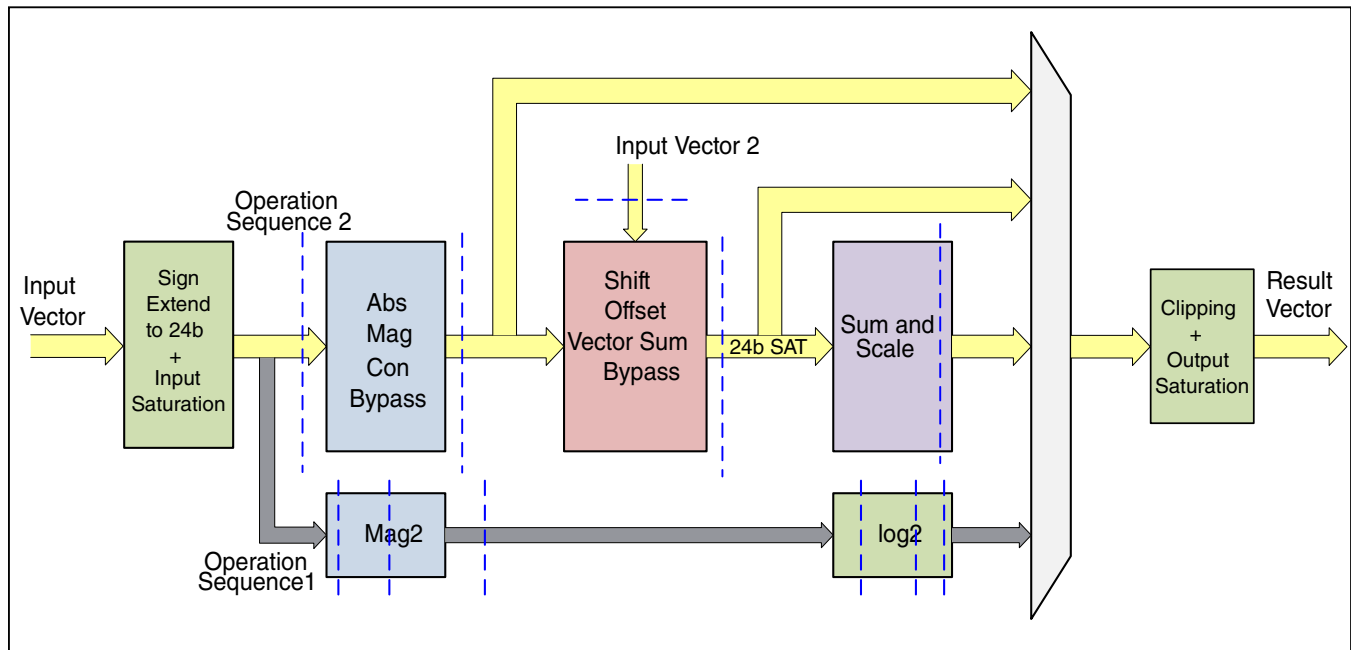 Input Vector 2
Operation
Sequence 2
Input
Vector
Sign
Extend
to 24b
+
Input
Saturation
Abs
Mag
Con
Bypass
Shift
Offset
Vector Sum
Bypass
24b SAT
Sum and
Scale
Clipping
+
Output
Saturation
Result
Vector
Operation
Sequence1
Mag2
log2